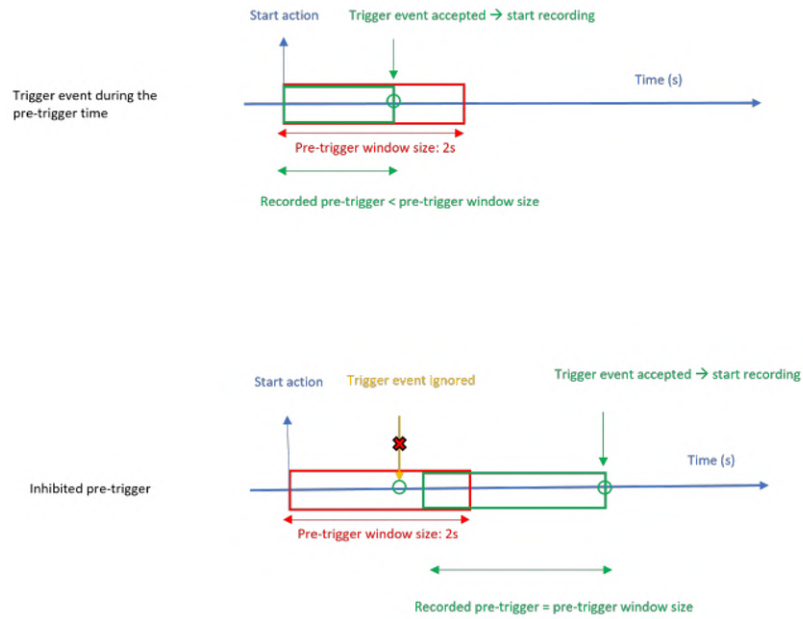 Start action
Trigger event accepted → start recording
Time (s)
Trigger event during the
pre-trigger time
Pre-trigger window size: 2s
Recorded pre-trigger < pre-trigger window size
Start action
Trigger event ignored
Trigger event accepted → start recording
Time (s)
Inhibited pre-trigger
Pre-trigger window size: 2s
Recorded pre-trigger = pre-trigger window size